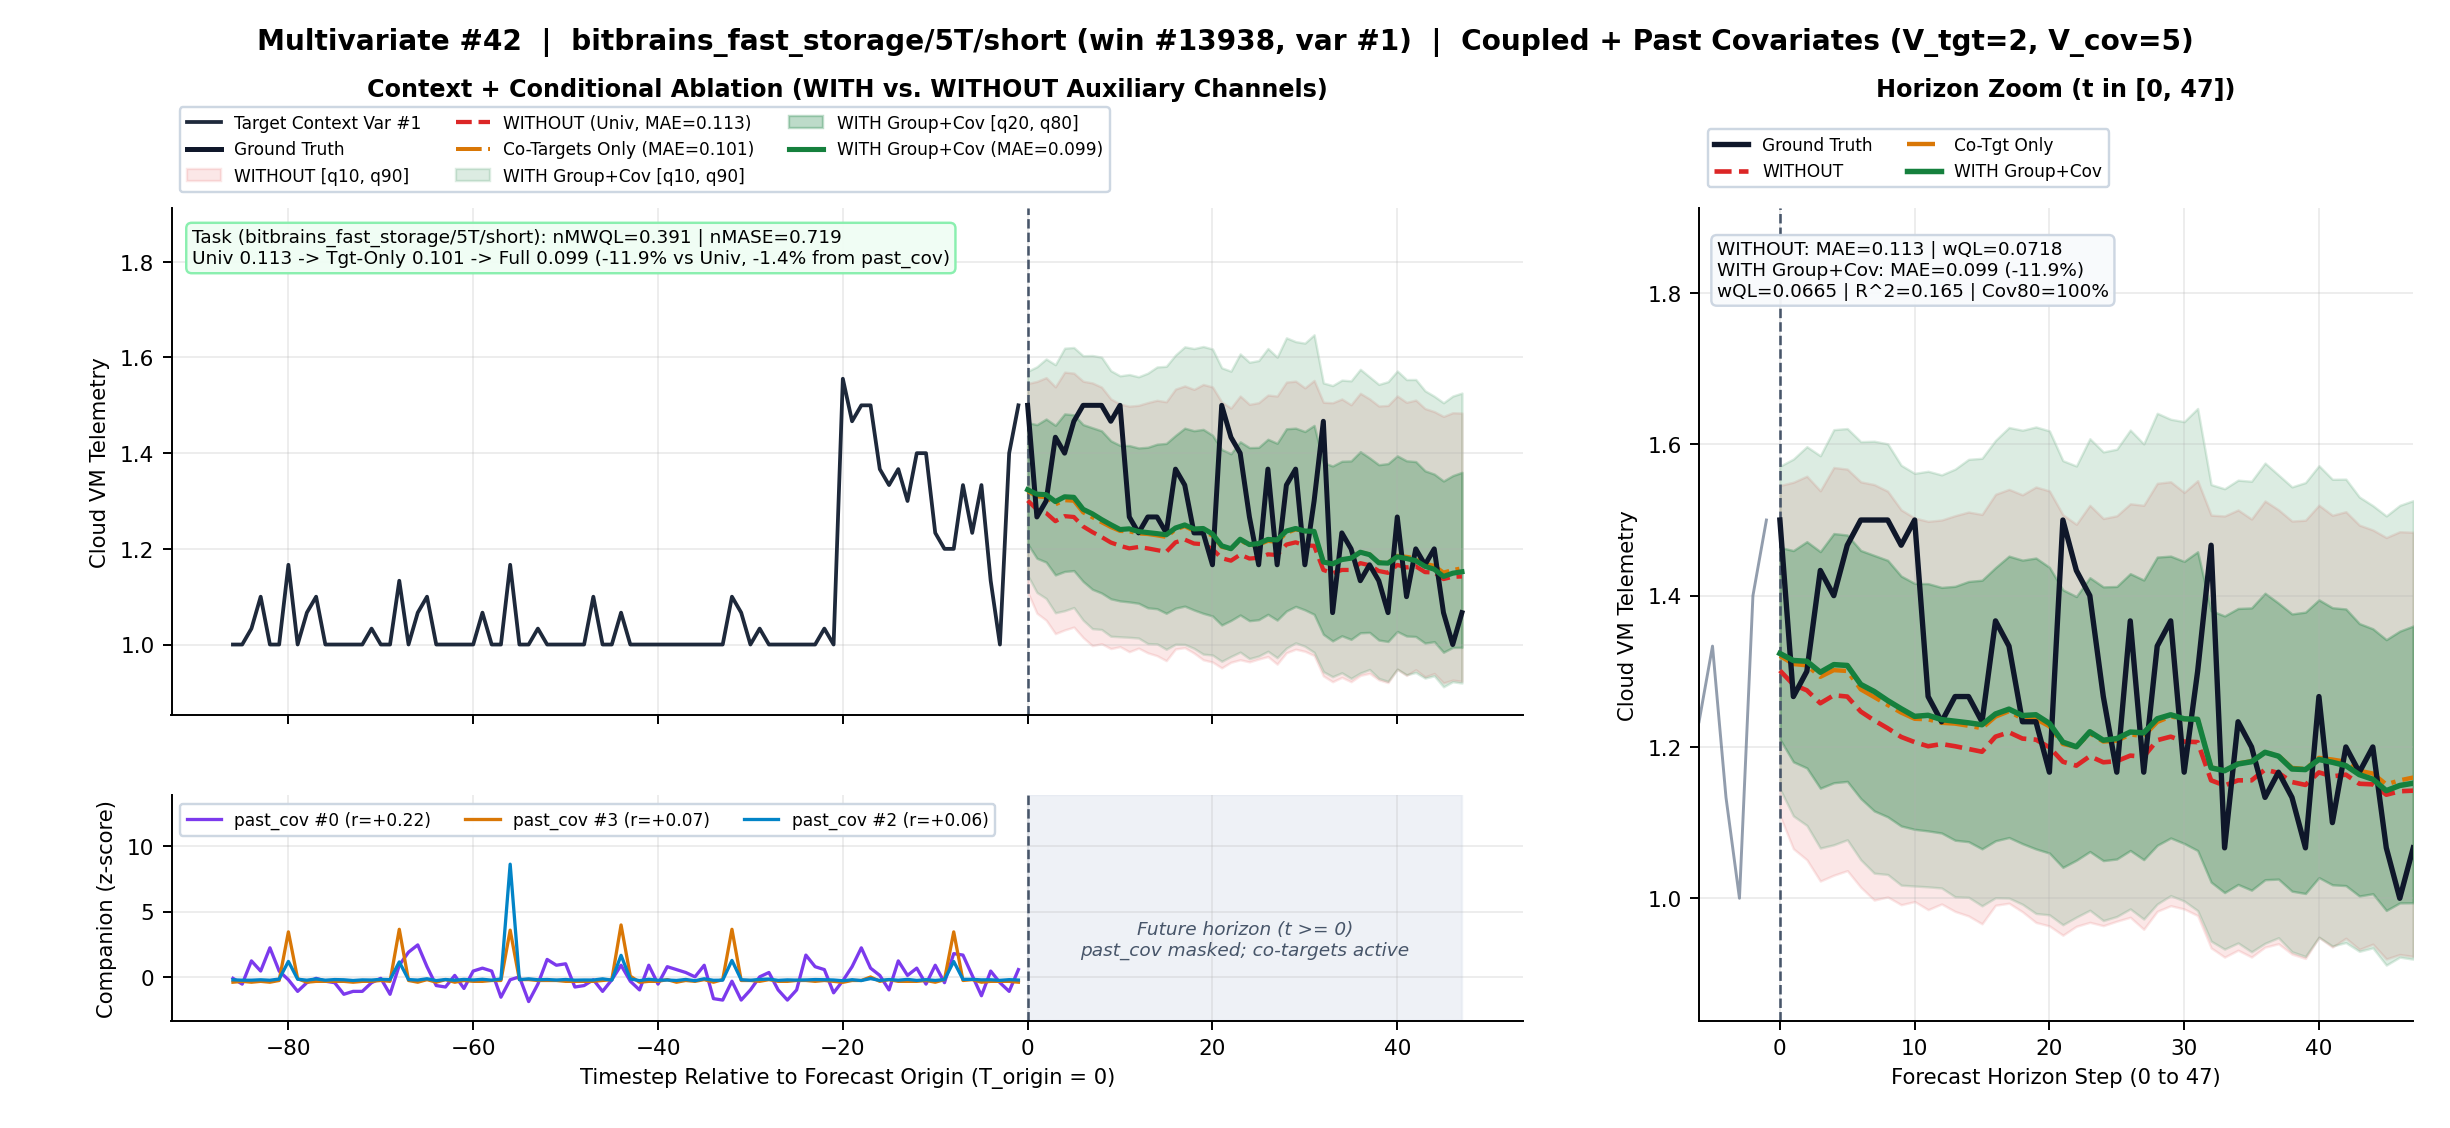 Multivariate #42 | bitbrains_fast_storage/5T/short (win #13938, var #1) | Coupled + Past Covariates (V_tgt=2, V_cov=5)
Context + Conditional Ablation (WITH vs. WITHOUT Auxiliary Channels)
Target Context Var #1
Ground Truth
WITHOUT [q10, q90]
WITHOUT (Univ, MAE=0.113)
Co-Targets Only (MAE=0.101)
WITH Group+Cov [q10, q90]
WITH Group+Cov [q20, q80]
WITH Group+Cov (MAE=0.099)
Task (bitbrains_fast_storage/5T/short): nMWQL=0.391 | nMASE=0.719
Univ 0.113 -> Tgt-Only 0.101 -> Full 0.099 (-11.9% vs Univ, -1.4% from past_cov)
Cloud VM Telemetry
1.8
1.6
1.4
1.2
1.0
past_cov #0 (r=+0.22)
past_cov #3 (r=+0.07)
past_cov #2 (r=+0.06)
Companion (z-score)
10
5
0
Future horizon (t >= 0)
past_cov masked; co-targets active
−80
−60
−40
−20
0
20
40
Timestep Relative to Forecast Origin (T_origin = 0)
Horizon Zoom (t in [0, 47])
Ground Truth
WITHOUT
Co-Tgt Only
WITH Group+Cov
WITHOUT: MAE=0.113 | wQL=0.0718
WITH Group+Cov: MAE=0.099 (-11.9%)
wQL=0.0665 | R^2=0.165 | Cov80=100%
Cloud VM Telemetry
1.8
1.6
1.4
1.2
1.0
0
10
20
30
40
Forecast Horizon Step (0 to 47)